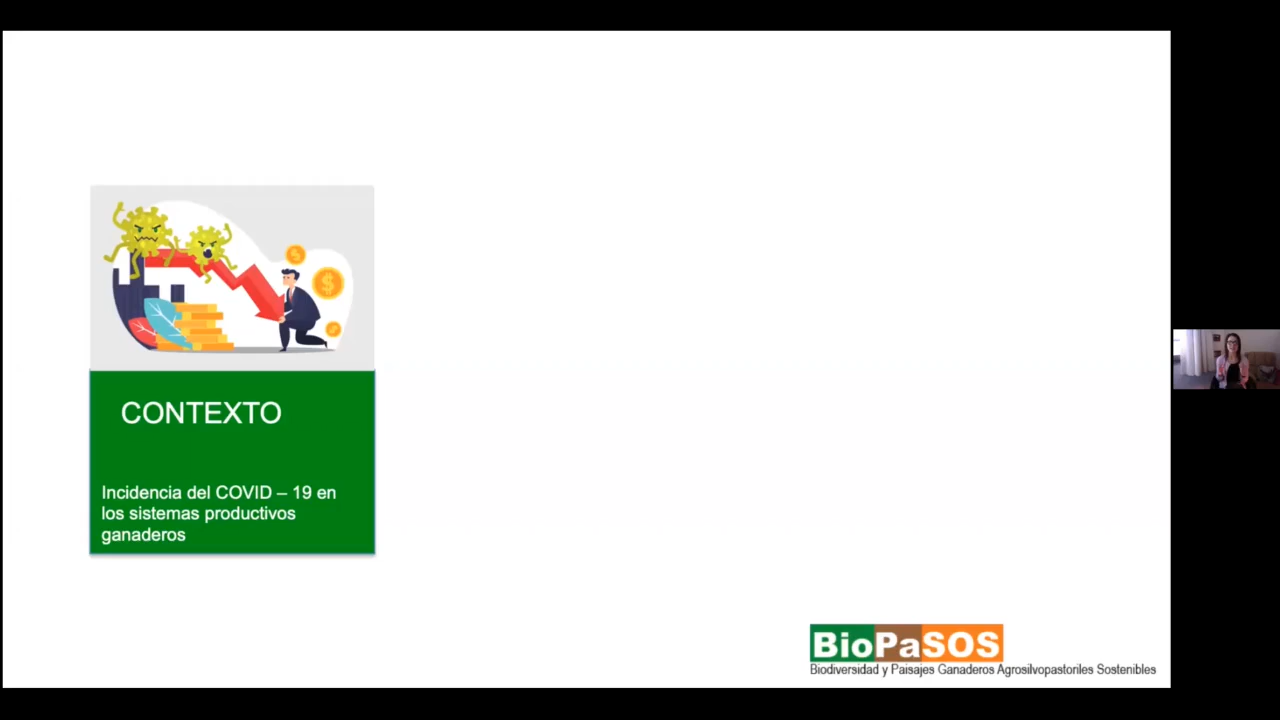 CONTEXTO
Incidencia del COVID – 19 en
los sistemas productivos
ganaderos
BioPaSOS
Biodiversidad y Paisajes Ganaderos Agrosilvopastoriles Sostenibles